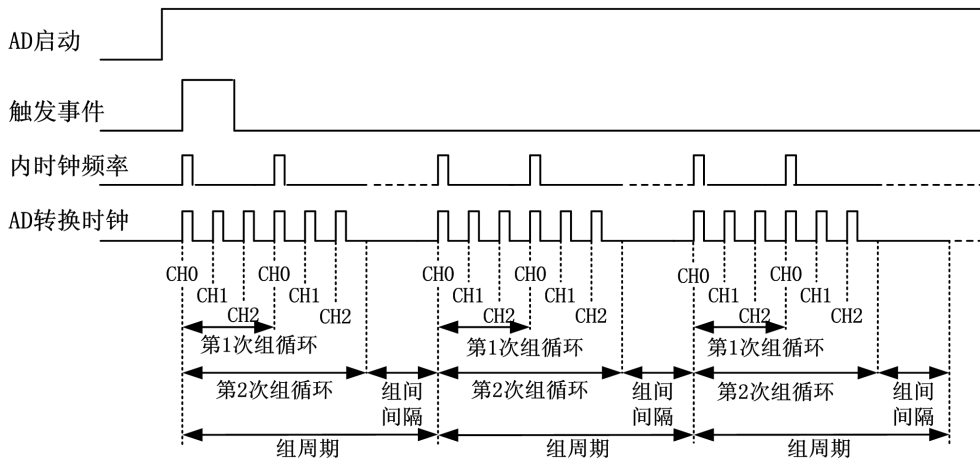 AD启动
触发事件
内时钟频率
AD转换时钟
CH0 CH0 CH0 CH0 CH0 CH0
CH1 CH1 CH1 CH1 CH1 CH1
CH2 CH2 CH2 CH2 CH2 CH2
第1次组循环 第1次组循环 第1次组循环
第2次组循环 组间间隔 第2次组循环 组间间隔 第2次组循环 组间间隔
组周期 组周期 组周期